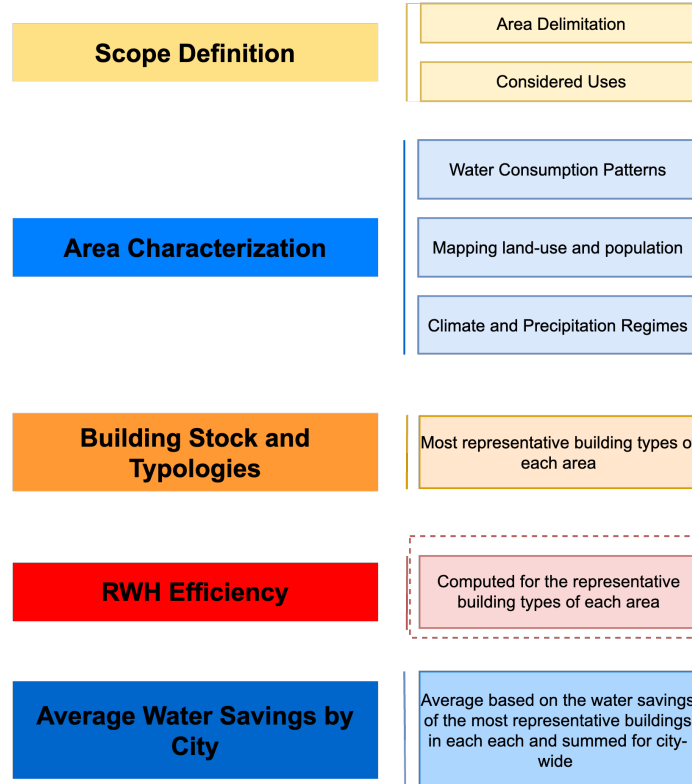 Scope Definition
Area Delimitation
Considered Uses
Area Characterization
Water Consumption Patterns
Mapping land-use and population
Climate and Precipitation Regimes
Building Stock and
Typologies
Most representative building types o
each area
RWH Efficiency
Computed for the representative
building types of each area
Average Water Savings by
City
Average based on the water savings
of the most representative buildings
in each each and summed for city-
wide